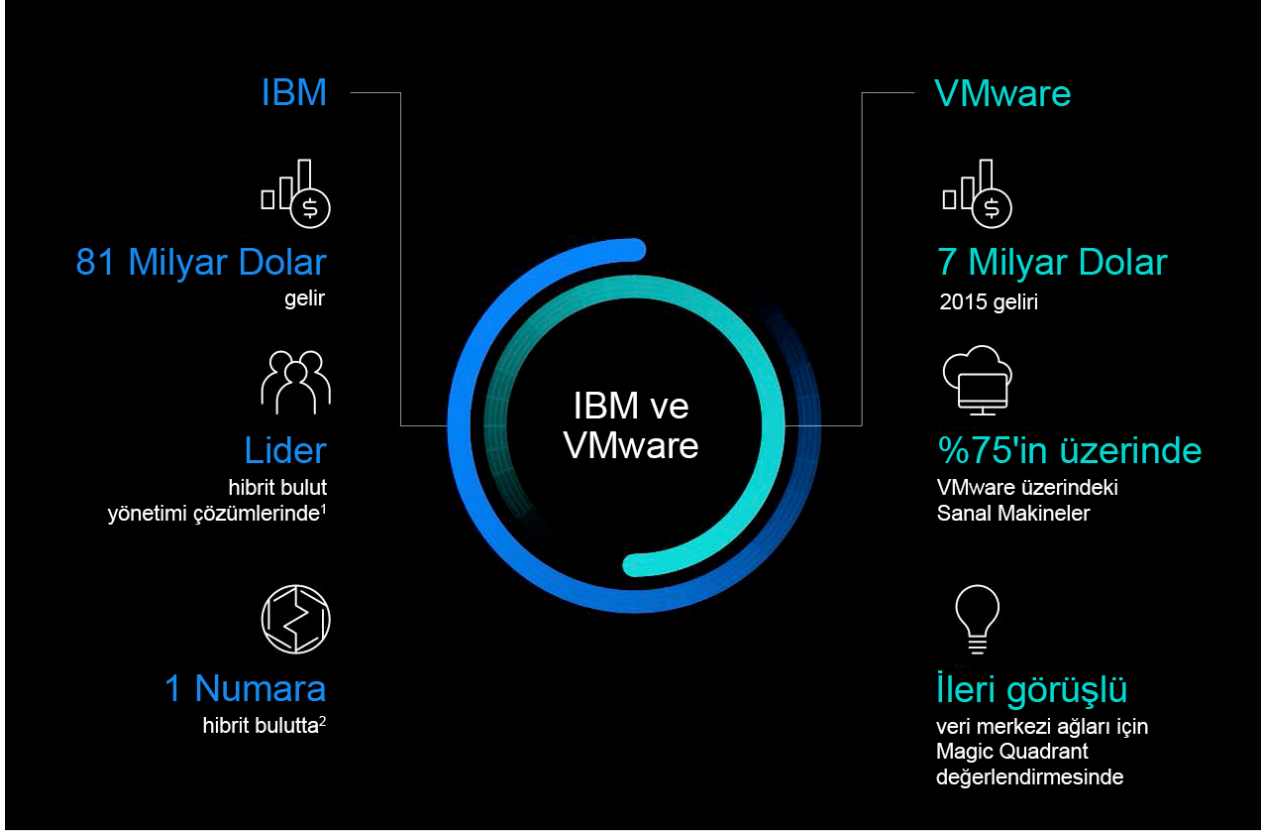 IBM
81 Milyar Dolar
gelir
Lider
hibrit bulut
yönetimi çözümlerinde¹
1 Numara
hibrit bulutta²
IBM ve
VMware
VMware
7 Milyar Dolar
2015 geliri
%75'in üzerinde
VMware üzerindeki
Sanal Makineler
İleri görüşlü
veri merkezi ağları için
Magic Quadrant
değerlendirmesinde